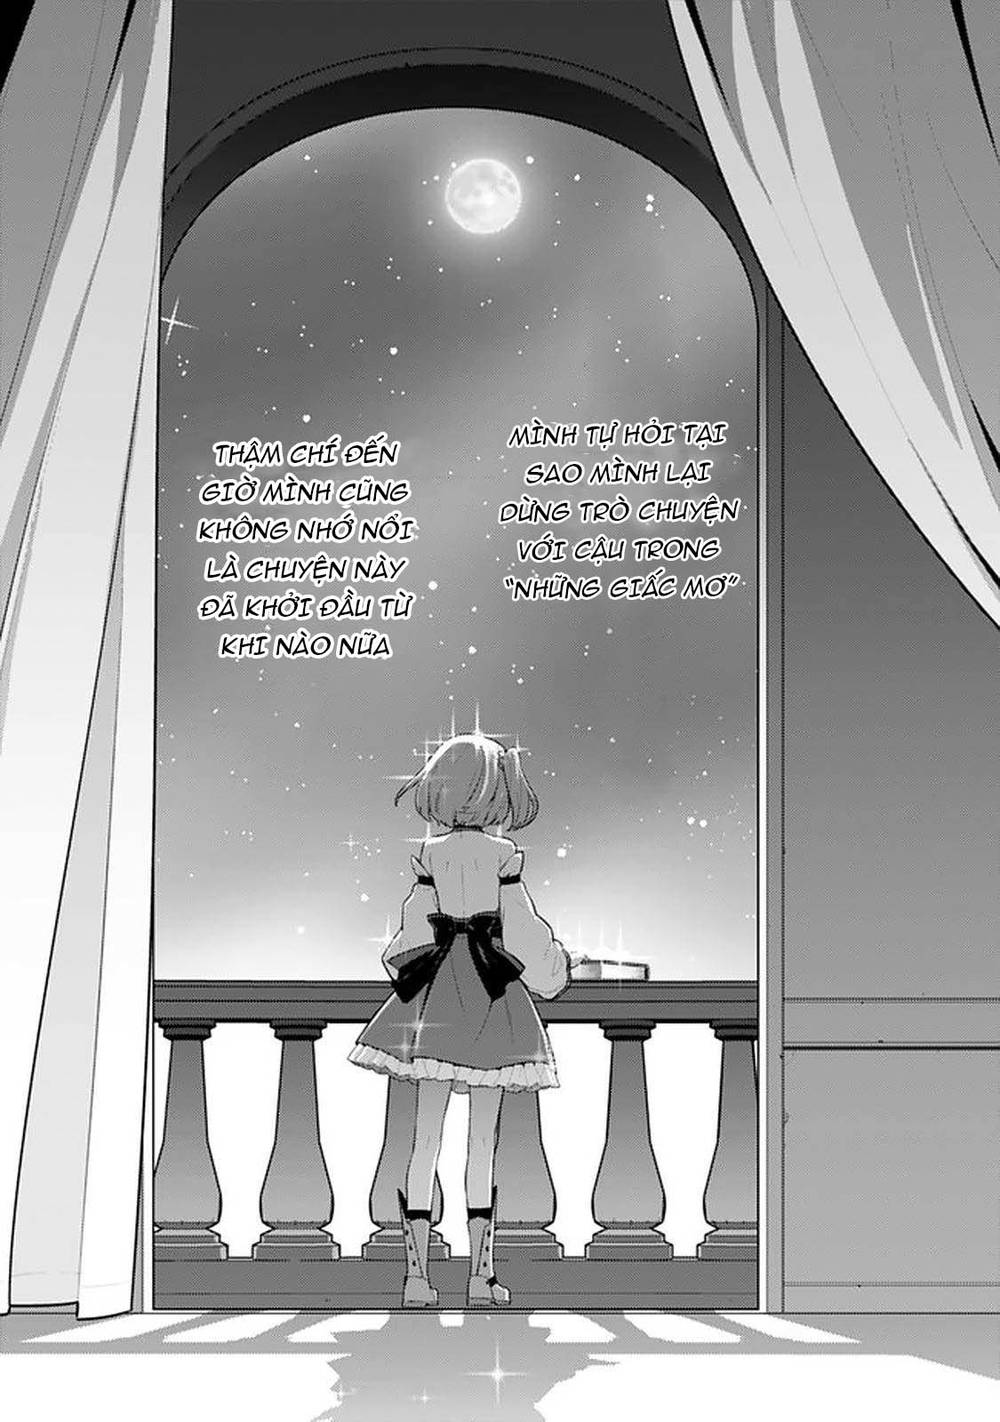 MÌNH TỰ HỎI TẠI
SAO MÌNH LẠI
DỪNG TRÒ CHUYỆN
VỚI CẬU TRONG
"NHỮNG GIẤC MƠ"
THẬM CHÍ ĐẾN
GIỜ MÌNH CŨNG
KHÔNG NHỚ NỔI
LÀ CHUYỆN NÀY
ĐÃ KHỞI ĐẦU TỪ
KHI NÀO NỮA